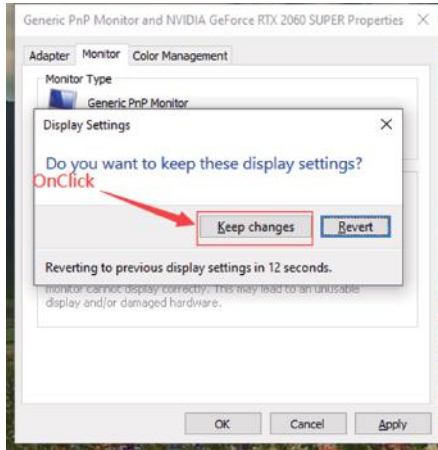 Generic PnP Monitor and NVIDIA GeForce RTX 2060 SUPER Properties
Adapter Monitor Color Management
Monitor Type
Generic PnP Monitor
Display Settings
Do you want to keep these display settings?
OnClick
Keep changes Revert
Reverting to previous display settings in 12 seconds.
monitor cannot display correctly. This may lead to an unusable
display and/or damaged hardware.
OK Cancel Apply